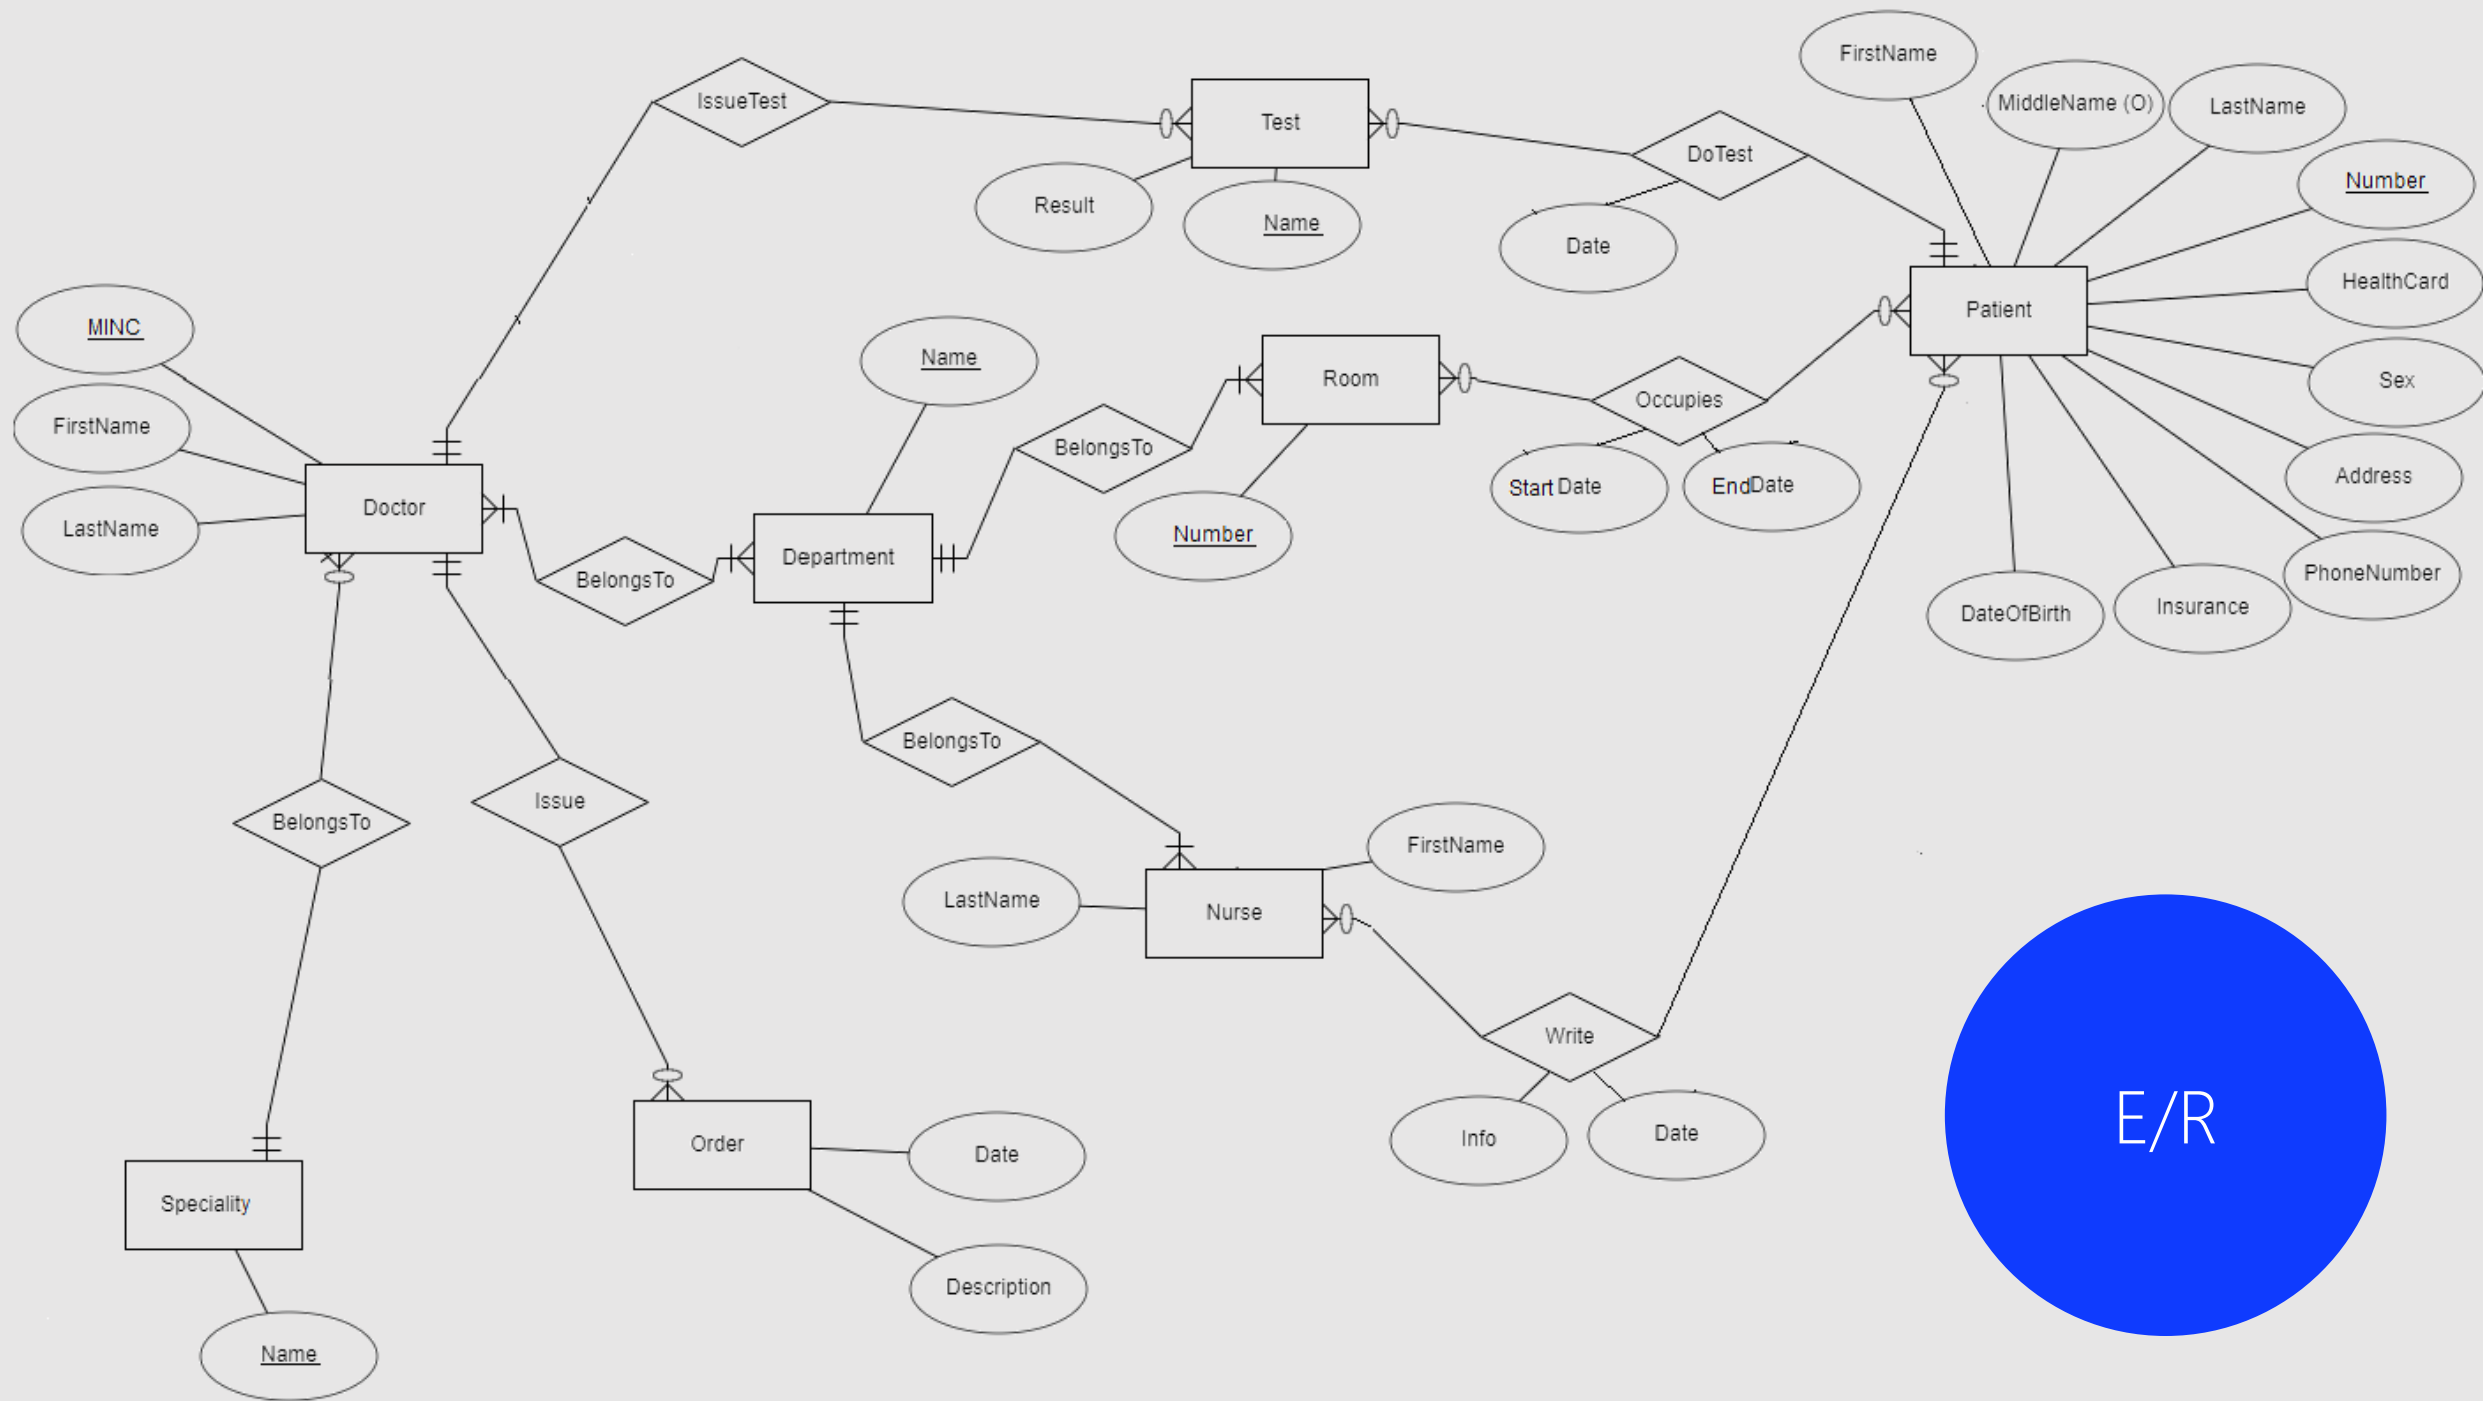 FirstName
MiddleName (O)
LastName
IssueTest
Test
DoTest
Number
Result
Name
Date
HealthCard
Patient
MINC
Name
Room
Occupies
Sex
FirstName
BelongsTo
Address
StartDate
EndDate
Doctor
LastName
Number
Department
BelongsTo
PhoneNumber
DateOfBirth
Insurance
BelongsTo
Issue
BelongsTo
FirstName
LastName
Nurse
Write
E/R
Info
Date
Order
Date
Speciality
Description
Name